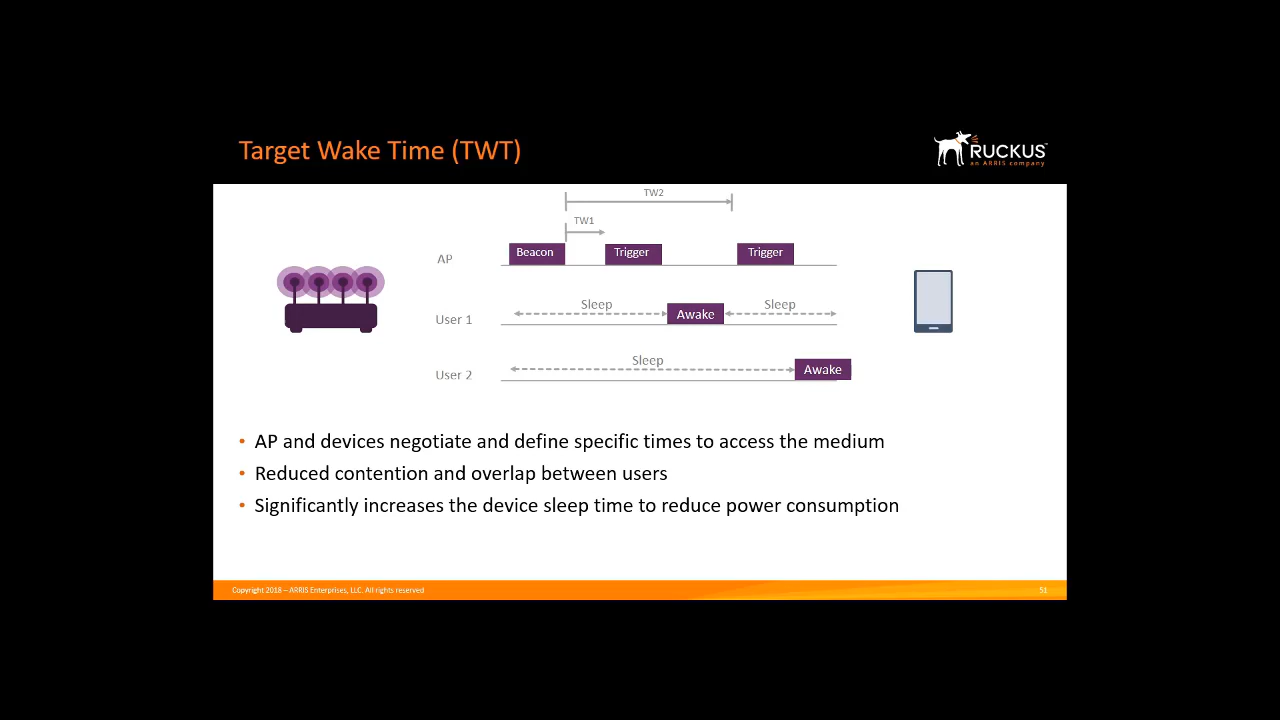 Target Wake Time (TWT)
RUCKUS™
an ARRIS company
TW2
TW1
AP
Beacon
Trigger
Trigger
User 1
Sleep
Awake
Sleep
User 2
Sleep
Awake
• AP and devices negotiate and define specific times to access the medium
• Reduced contention and overlap between users
• Significantly increases the device sleep time to reduce power consumption
Copyright 2018 – ARRIS Enterprises, LLC. All rights reserved
51